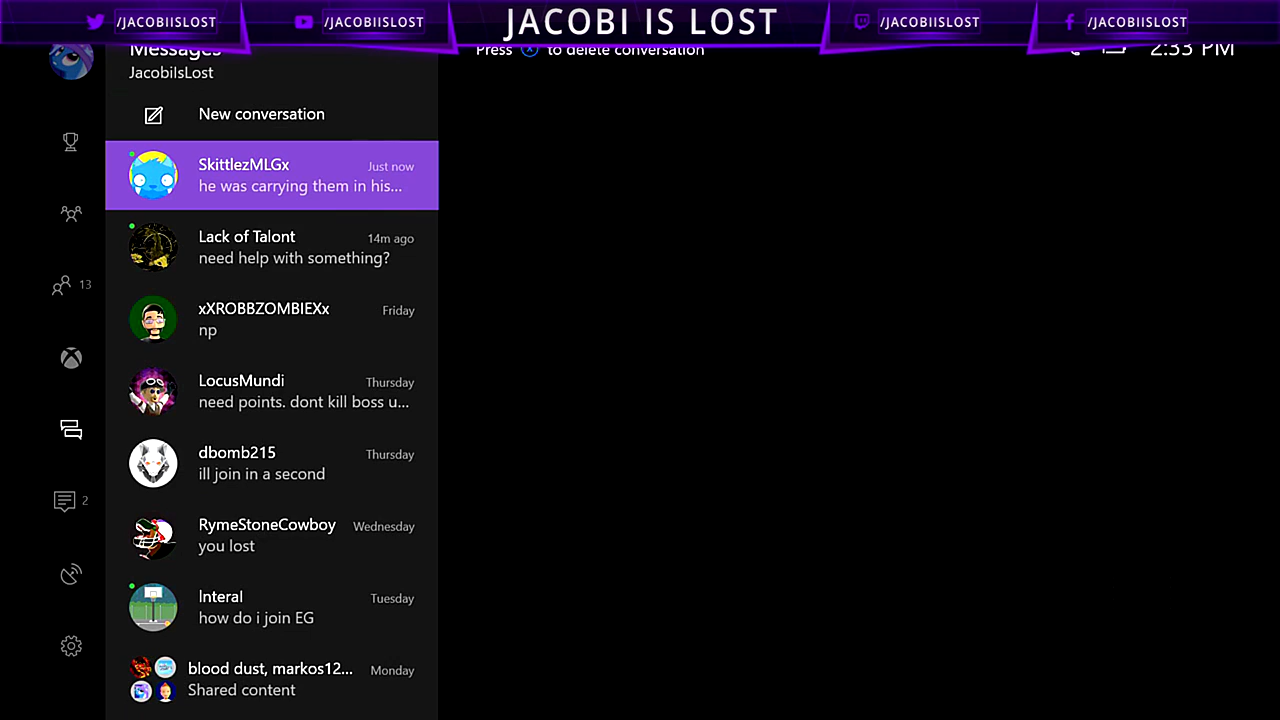 /JACOBIISLOST
/JACOBIISLOST
JACOBI IS LOST
/JACOBIISLOST
/JACOBIISLOST
Messages
JacobiIsLost
Press X to delete conversation
2:33 PM
New conversation
SkittlezMLGx
Just now
he was carrying them in his...
Lack of Talont
14m ago
need help with something?
xXROBBZOMBIEXx
Friday
np
13
LocusMundi
Thursday
need points. dont kill boss u...
dbomb215
Thursday
ill join in a second
2
RymeStoneCowboy
Wednesday
you lost
Interal
Tuesday
how do i join EG
blood dust, markos12...
Monday
Shared content